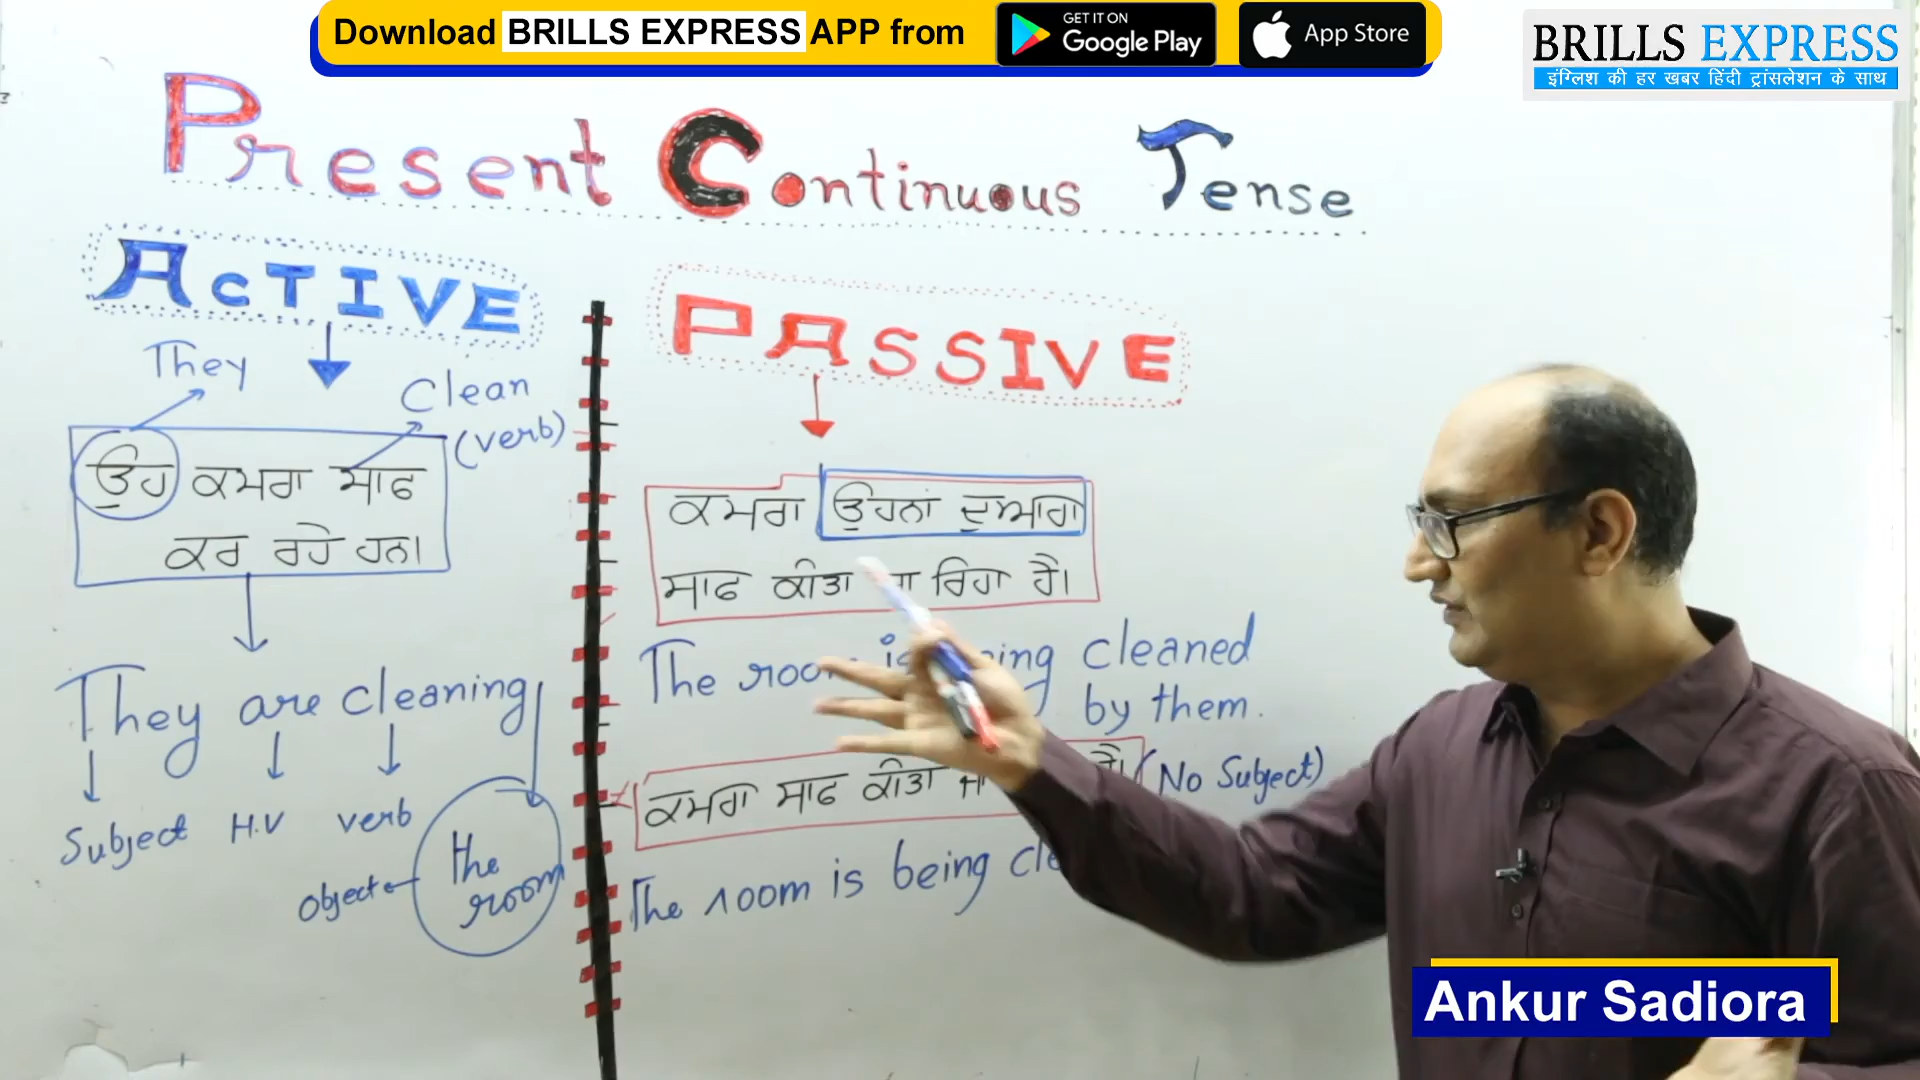 Download BRILLS EXPRESS APP from
GET IT ON
Google Play
App Store
BRILLS EXPRESS
इंग्लिश की हर खबर हिंदी ट्रांसलेशन के साथ
Present Continuous Tense
ACTIVE
They
Clean
(verb)
ਉਹ ਕਮਰਾ ਸਾਫ
ਕਰ ਰਹੇ ਹਨ।
They are cleaning
Subject H.V verb
Object
the
room
PASSIVE
ਕਮਰਾ ਉਹਨਾਂ ਦੁਆਰਾ
ਸਾਫ ਕੀਤਾ ਰਿਹਾ ਹੈ।
The room is cleaned
by them.
ਕਮਰਾ ਸਾਫ ਕੀਤਾ ਹੈ। (No Subject)
The room is being
Ankur Sadiora